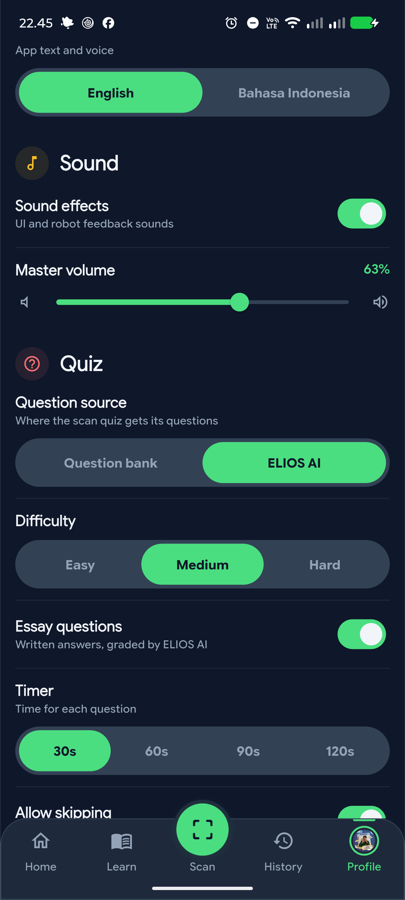 22.45
Vo))
LTE
App text and voice
English
Bahasa Indonesia
Sound
Sound effects
UI and robot feedback sounds
Master volume
63%
Quiz
Question source
Where the scan quiz gets its questions
Question bank
ELIOS AI
Difficulty
Easy
Medium
Hard
Essay questions
Written answers, graded by ELIOS AI
Timer
Time for each question
30s
60s
90s
120s
Allow skipping
Home
Learn
Scan
History
Profile